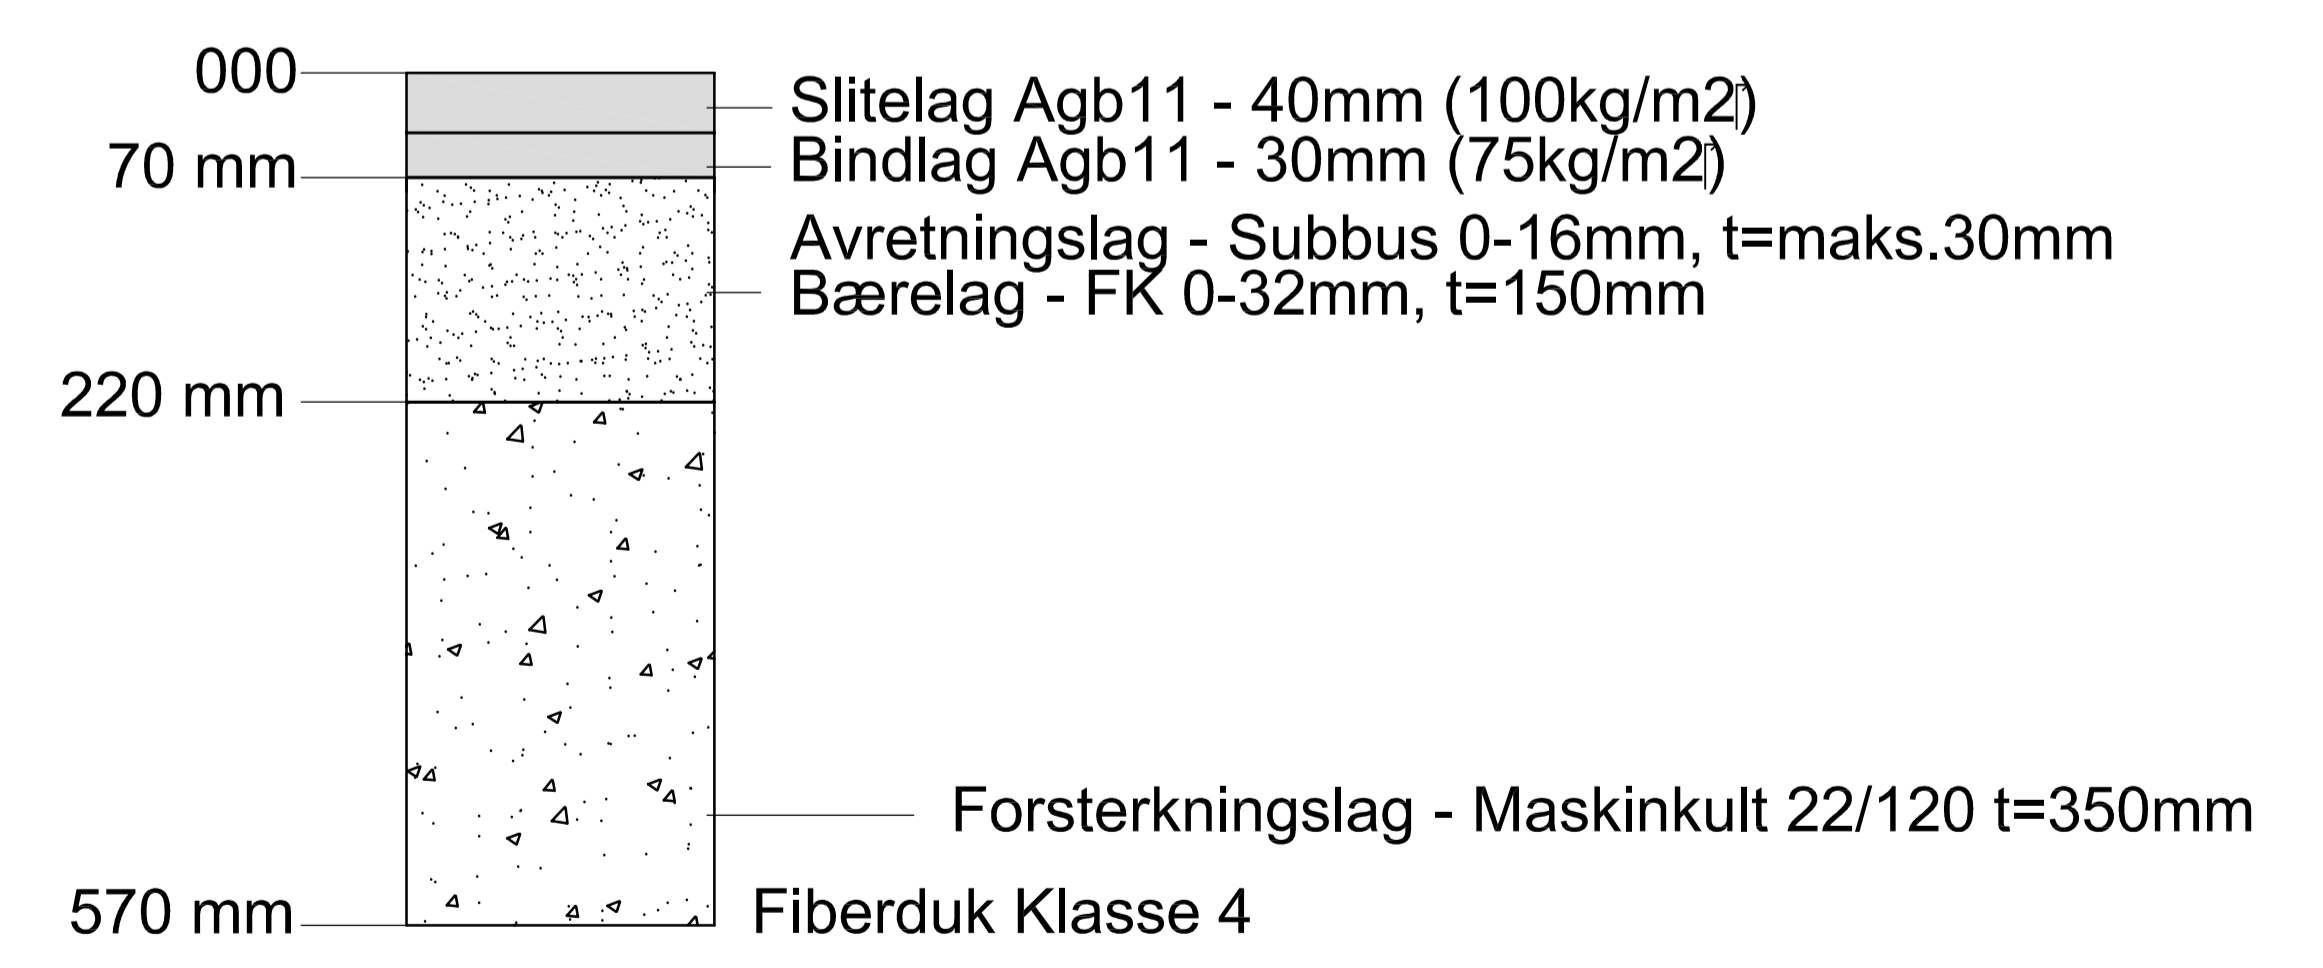 000
Slitelag Agb11 - 40mm (100kg/m2)
70 mm
Bindlag Agb11 - 30mm (75kg/m2)
Avretningslag - Subbus 0-16mm, t=maks.30mm
Bærelag - FK 0-32mm, t=150mm
220 mm
Forsterkningslag - Maskinkult 22/120 t=350mm
570 mm
Fiberduk Klasse 4